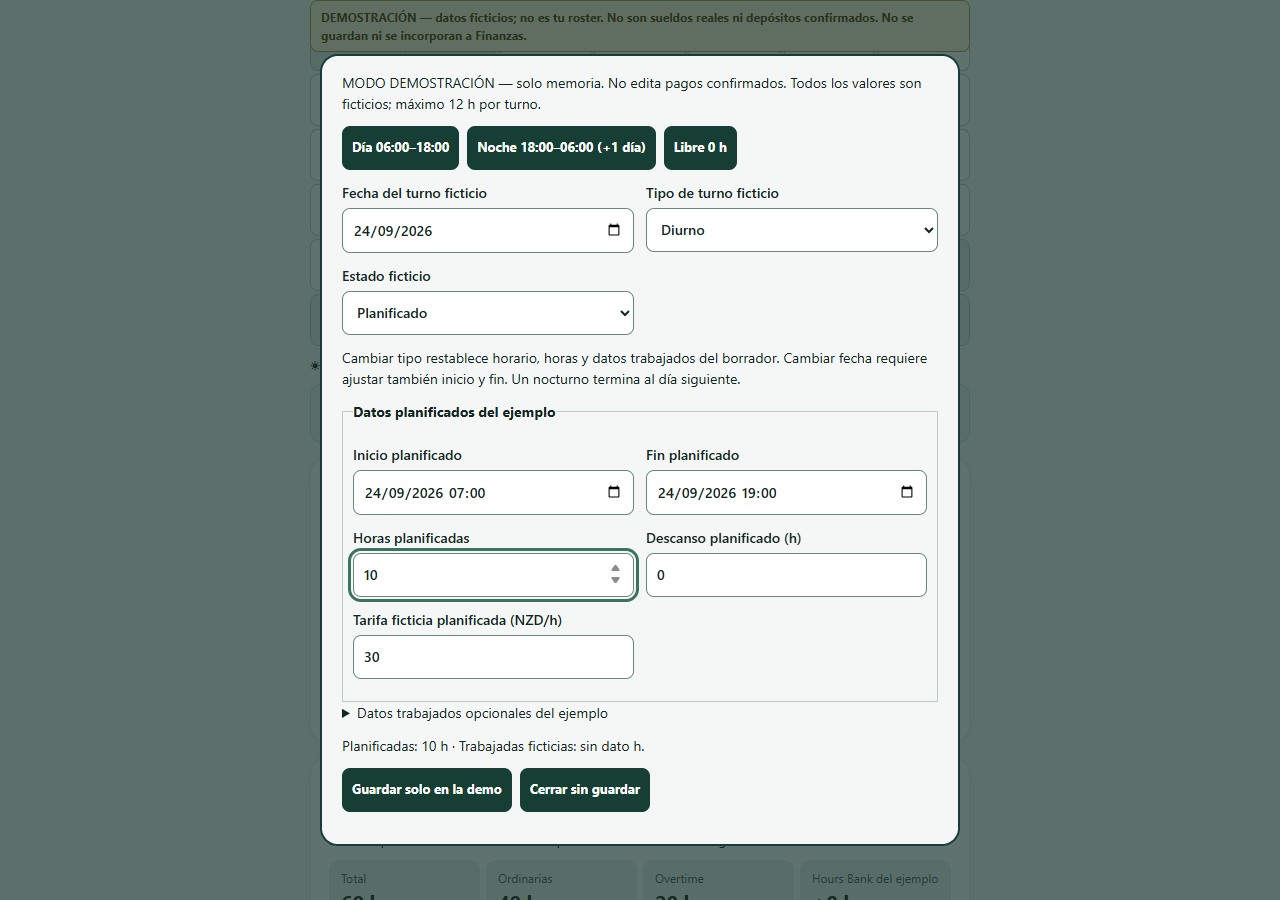 DEMOSTRACIÓN — datos ficticios; no es tu roster. No son sueldos reales ni depósitos confirmados. No se
guardan ni se incorporan a Finanzas.
MODO DEMOSTRACIÓN — solo memoria. No edita pagos confirmados. Todos los valores son
ficticios; máximo 12 h por turno.
Día 06:00–18:00
Noche 18:00–06:00 (+1 día)
Libre 0 h
Fecha del turno ficticio
Tipo de turno ficticio
24/09/2026
Diurno
Estado ficticio
Planificado
Cambiar tipo restablece horario, horas y datos trabajados del borrador. Cambiar fecha requiere
ajustar también inicio y fin. Un nocturno termina al día siguiente.
Datos planificados del ejemplo
Inicio planificado
Fin planificado
24/09/2026 07:00
24/09/2026 19:00
Horas planificadas
Descanso planificado (h)
10
0
Tarifa ficticia planificada (NZD/h)
30
Datos trabajados opcionales del ejemplo
Planificadas: 10 h · Trabajadas ficticias: sin dato h.
Guardar solo en la demo
Cerrar sin guardar
Total
Ordinarias
Overtime
Hours Bank del ejemplo